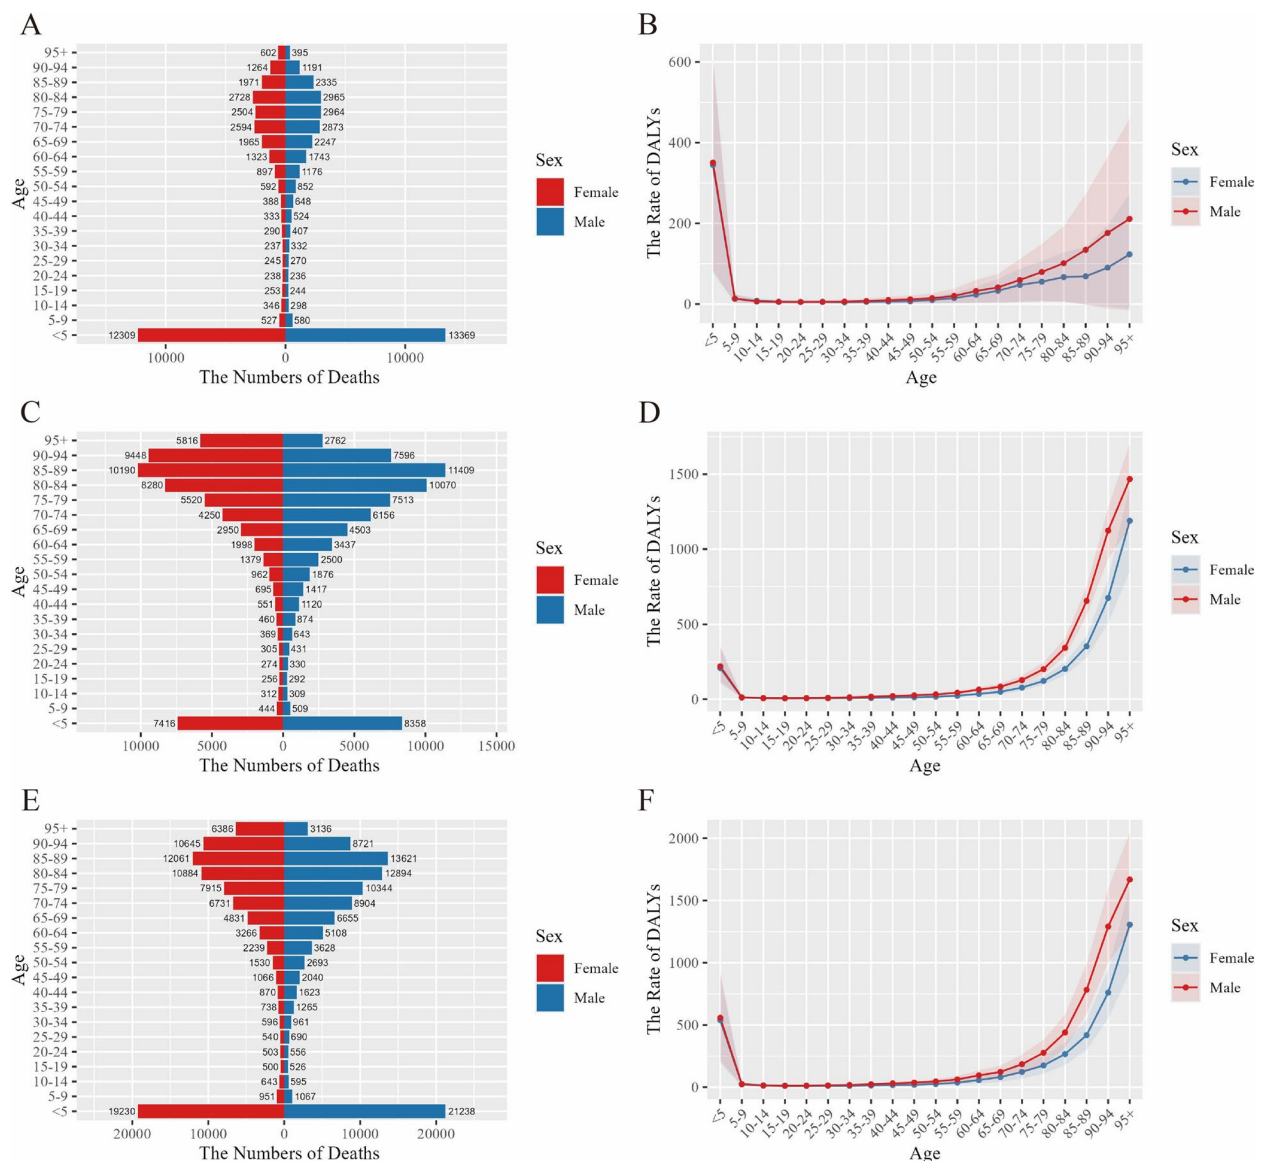 A
95+ 602 395
90-94 1264 1191
85-89 1971 2335
80-84 2728 2965
75-79 2504 2964
70-74 2594 2873
65-69 1965 2247
60-64 1323 1743
55-59 897 1176
50-54 592 852
45-49 388 648
40-44 333 524
35-39 290 407
30-34 237 332
25-29 245 270
20-24 238 236
15-19 253 244
10-14 346 298
5-9 527 580
<5 12309 13369
10000 0 10000
The Numbers of Deaths
Age
Sex
Female
Male
B
600
400
200
0
The Rate of DALYs
<5 5-9 10-14 15-19 20-24 25-29 30-34 35-39 40-44 45-49 50-54 55-59 60-64 65-69 70-74 75-79 80-84 85-89 90-94 95+
Age
Sex
Female
Male
C
95+ 5816 2762
90-94 9448 7596
85-89 10190 11409
80-84 8280 10070
75-79 5520 7513
70-74 4250 6156
65-69 2950 4503
60-64 1998 3437
55-59 1379 2500
50-54 962 1876
45-49 695 1417
40-44 551 1120
35-39 460 874
30-34 369 643
25-29 305 431
20-24 274 330
15-19 256 292
10-14 312 309
5-9 444 509
<5 7416 8358
10000 5000 0 5000 10000 15000
The Numbers of Deaths
Age
Sex
Female
Male
D
1500
1000
500
0
The Rate of DALYs
<5 5-9 10-14 15-19 20-24 25-29 30-34 35-39 40-44 45-49 50-54 55-59 60-64 65-69 70-74 75-79 80-84 85-89 90-94 95+
Age
Sex
Female
Male
E
95+ 6386 3136
90-94 10645 8721
85-89 12061 13621
80-84 10884 12894
75-79 7915 10344
70-74 6731 8904
65-69 4831 6655
60-64 3266 5108
55-59 2239 3628
50-54 1530 2693
45-49 1066 2040
40-44 870 1623
35-39 738 1265
30-34 596 961
25-29 540 690
20-24 503 556
15-19 500 526
10-14 643 595
5-9 951 1067
<5 19230 21238
20000 10000 0 10000 20000
The Numbers of Deaths
Age
Sex
Female
Male
F
2000
1500
1000
500
0
The Rate of DALYs
<5 5-9 10-14 15-19 20-24 25-29 30-34 35-39 40-44 45-49 50-54 55-59 60-64 65-69 70-74 75-79 80-84 85-89 90-94 95+
Age
Sex
Female
Male